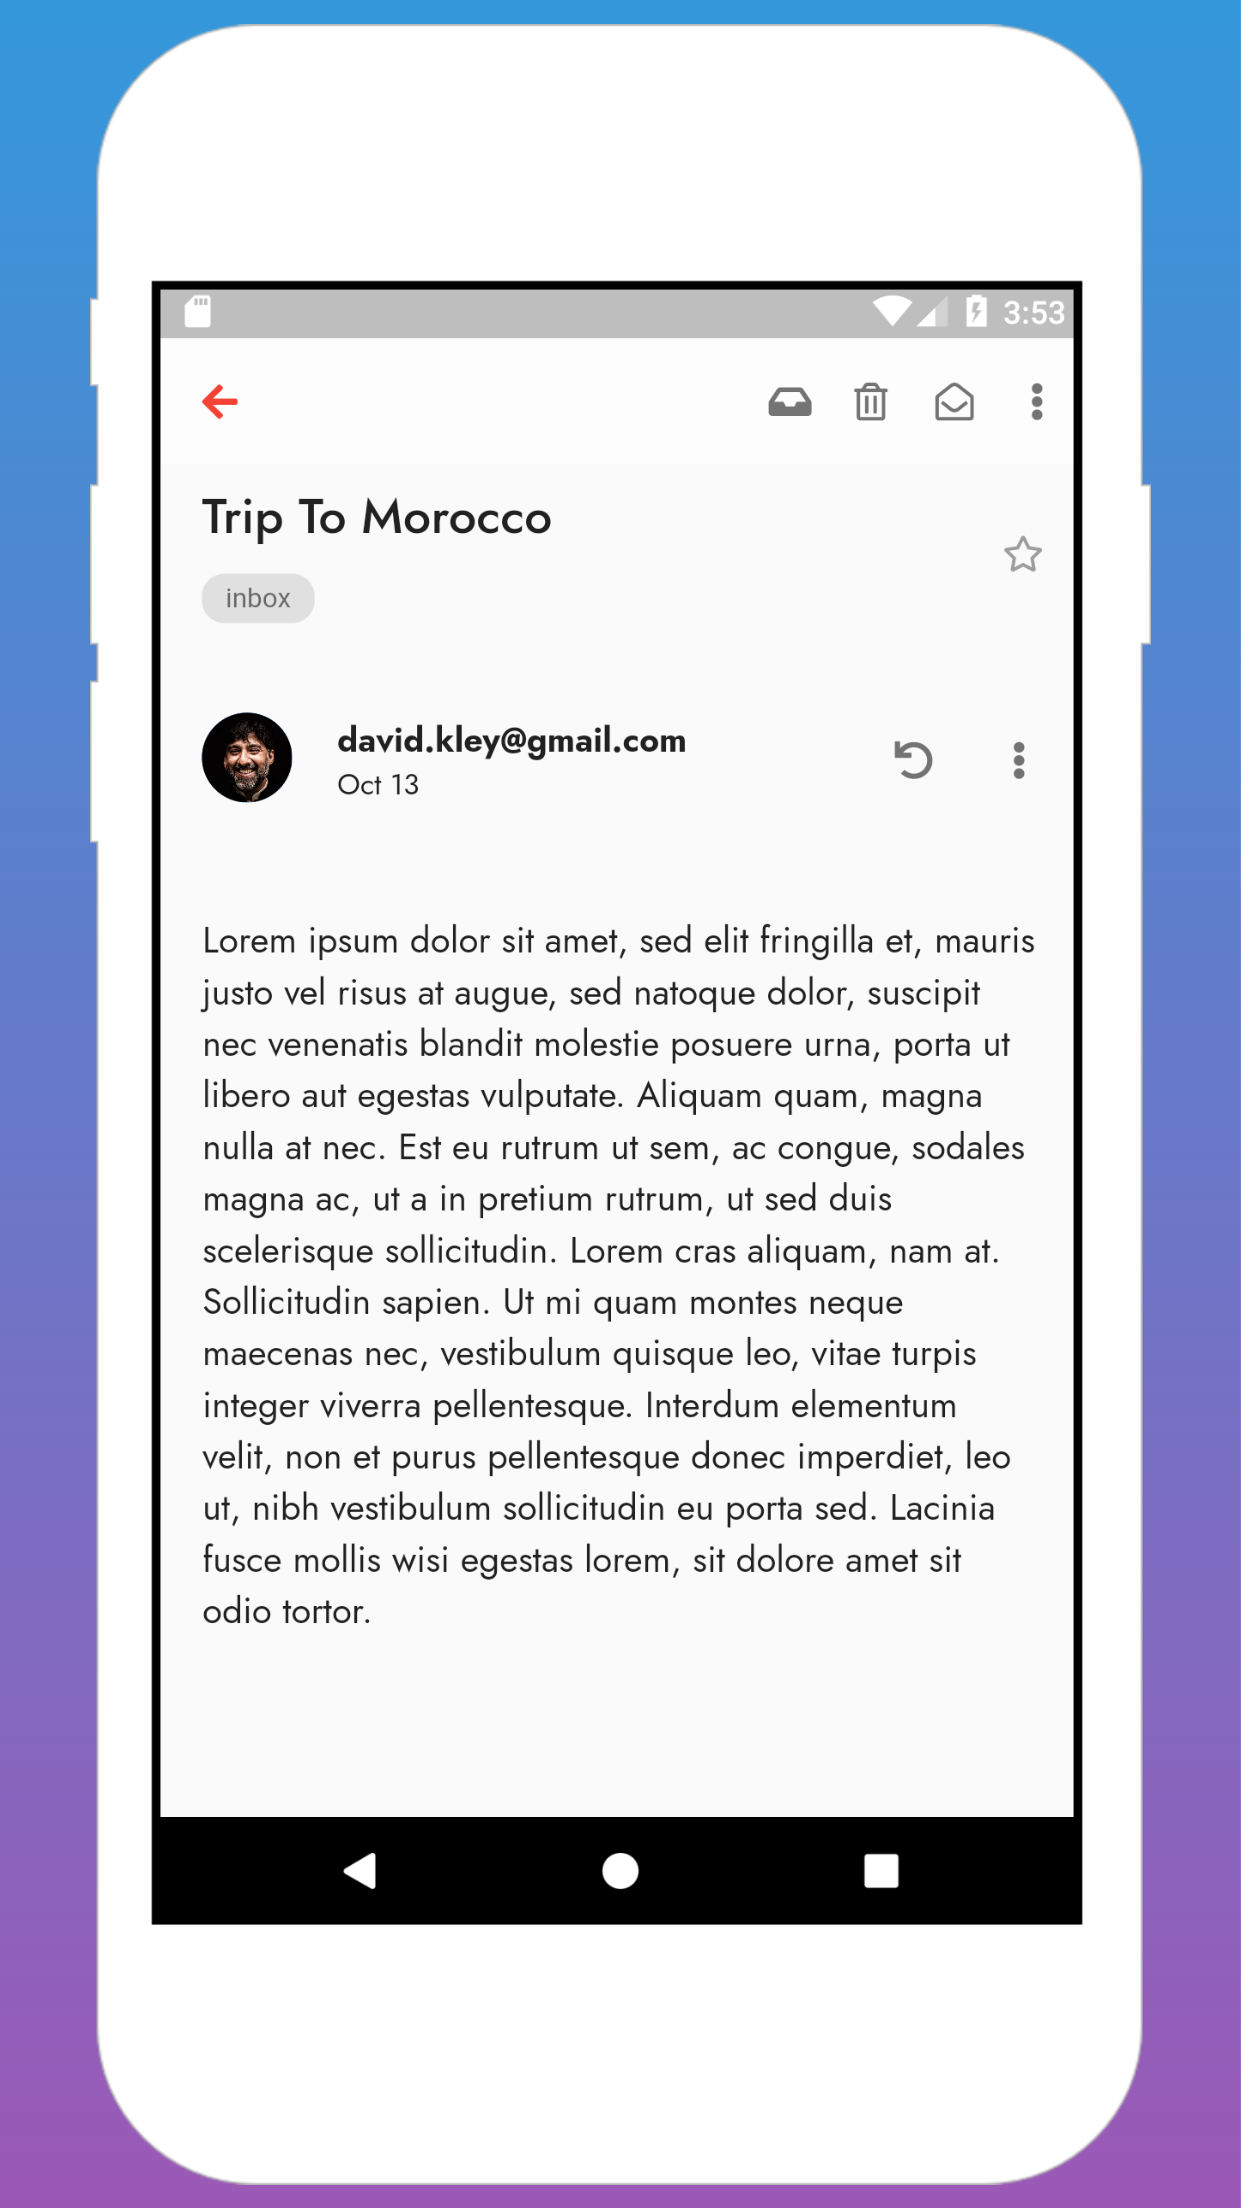 3:53
Trip To Morocco
inbox
david.kley@gmail.com
Oct 13
Lorem ipsum dolor sit amet, sed elit fringilla et, mauris
justo vel risus at augue, sed natoque dolor, suscipit
nec venenatis blandit molestie posuere urna, porta ut
libero aut egestas vulputate. Aliquam quam, magna
nulla at nec. Est eu rutrum ut sem, ac congue, sodales
magna ac, ut a in pretium rutrum, ut sed duis
scelerisque sollicitudin. Lorem cras aliquam, nam at.
Sollicitudin sapien. Ut mi quam montes neque
maecenas nec, vestibulum quisque leo, vitae turpis
integer viverra pellentesque. Interdum elementum
velit, non et purus pellentesque donec imperdiet, leo
ut, nibh vestibulum sollicitudin eu porta sed. Lacinia
fusce mollis wisi egestas lorem, sit dolore amet sit
odio tortor.